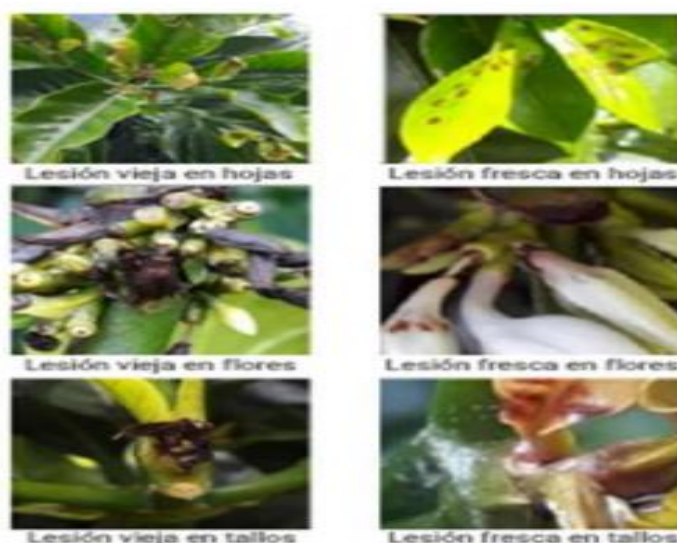 Lesión vieja en hojas
Lesión fresca en hojas
Lesión vieja en flores
Lesión fresca en flores
Lesión vieja en tallos
Lesión fresca en tallos